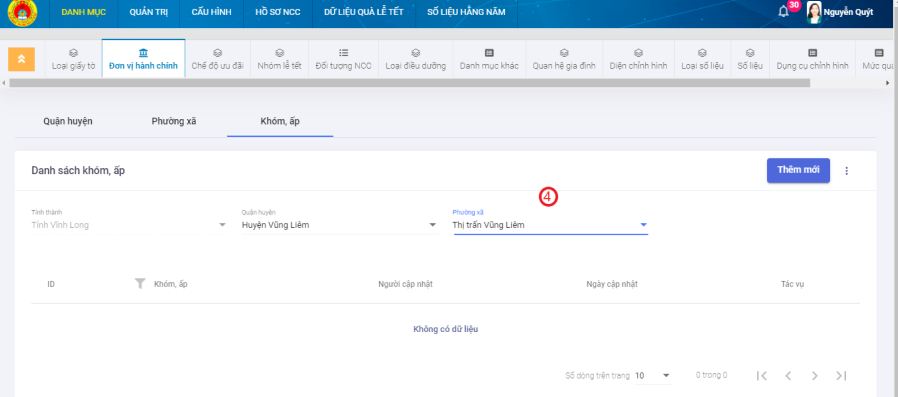 DANH MỤC QUẢN TRỊ CẤU HÌNH HỒ SƠ NCC DỮ LIỆU QUÀ LỄ TẾT SỐ LIỆU HẰNG NĂM 30 Nguyễn Quýt
Loại giấy tờ Đơn vị hành chính Chế độ ưu đãi Nhóm lễ tết Đối tượng NCC Loại điều dưỡng Danh mục khác Quan hệ gia đình Diện chỉnh hình Loại số liệu Số liệu Dụng cụ chỉnh hình Mức
Quận huyện Phường xã Khóm, ấp
Danh sách khóm, ấp Thêm mới
4
Tỉnh thành Quận huyện Phường xã
Tỉnh Vĩnh Long Huyện Vũng Liêm Thị trấn Vũng Liêm
ID Khóm, ấp Người cập nhật Ngày cập nhật Tác vụ
Không có dữ liệu
Số dòng trên trang 10 0 trong 0